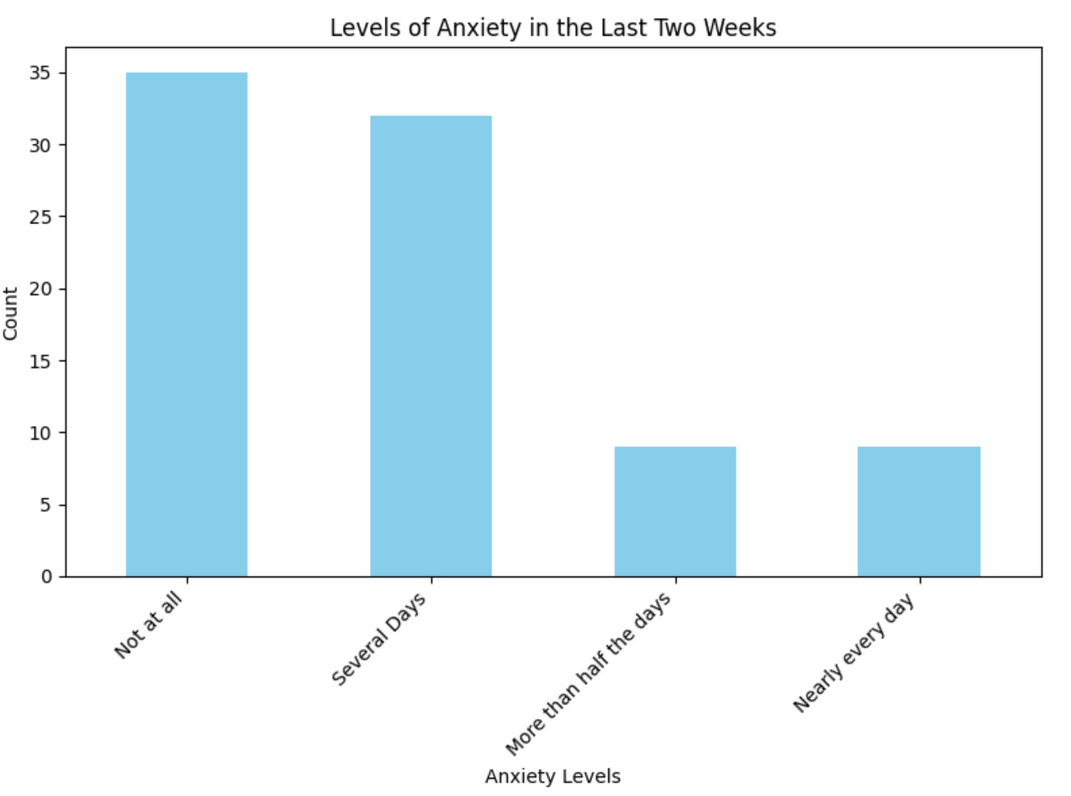 Levels of Anxiety in the Last Two Weeks
Count
35
30
25
20
15
10
5
0
Not at all
Several Days
More than half the days
Nearly every day
Anxiety Levels